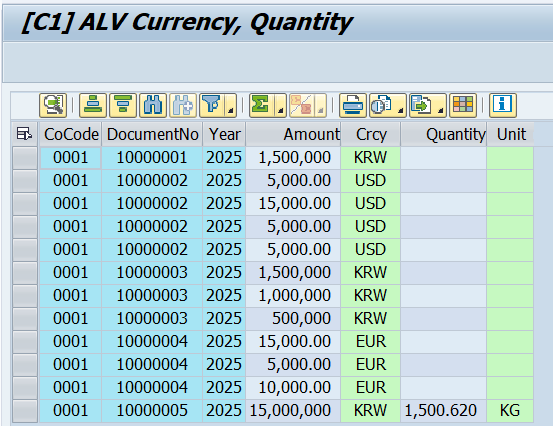 [C1] ALV Currency, Quantity
CoCode DocumentNo Year Amount Crcy Quantity Unit
0001 10000001 2025 1,500,000 KRW
0001 10000002 2025 5,000.00 USD
0001 10000002 2025 15,000.00 USD
0001 10000002 2025 5,000.00 USD
0001 10000002 2025 5,000.00 USD
0001 10000003 2025 1,500,000 KRW
0001 10000003 2025 1,000,000 KRW
0001 10000003 2025 500,000 KRW
0001 10000004 2025 15,000.00 EUR
0001 10000004 2025 5,000.00 EUR
0001 10000004 2025 10,000.00 EUR
0001 10000005 2025 15,000,000 KRW 1,500.620 KG